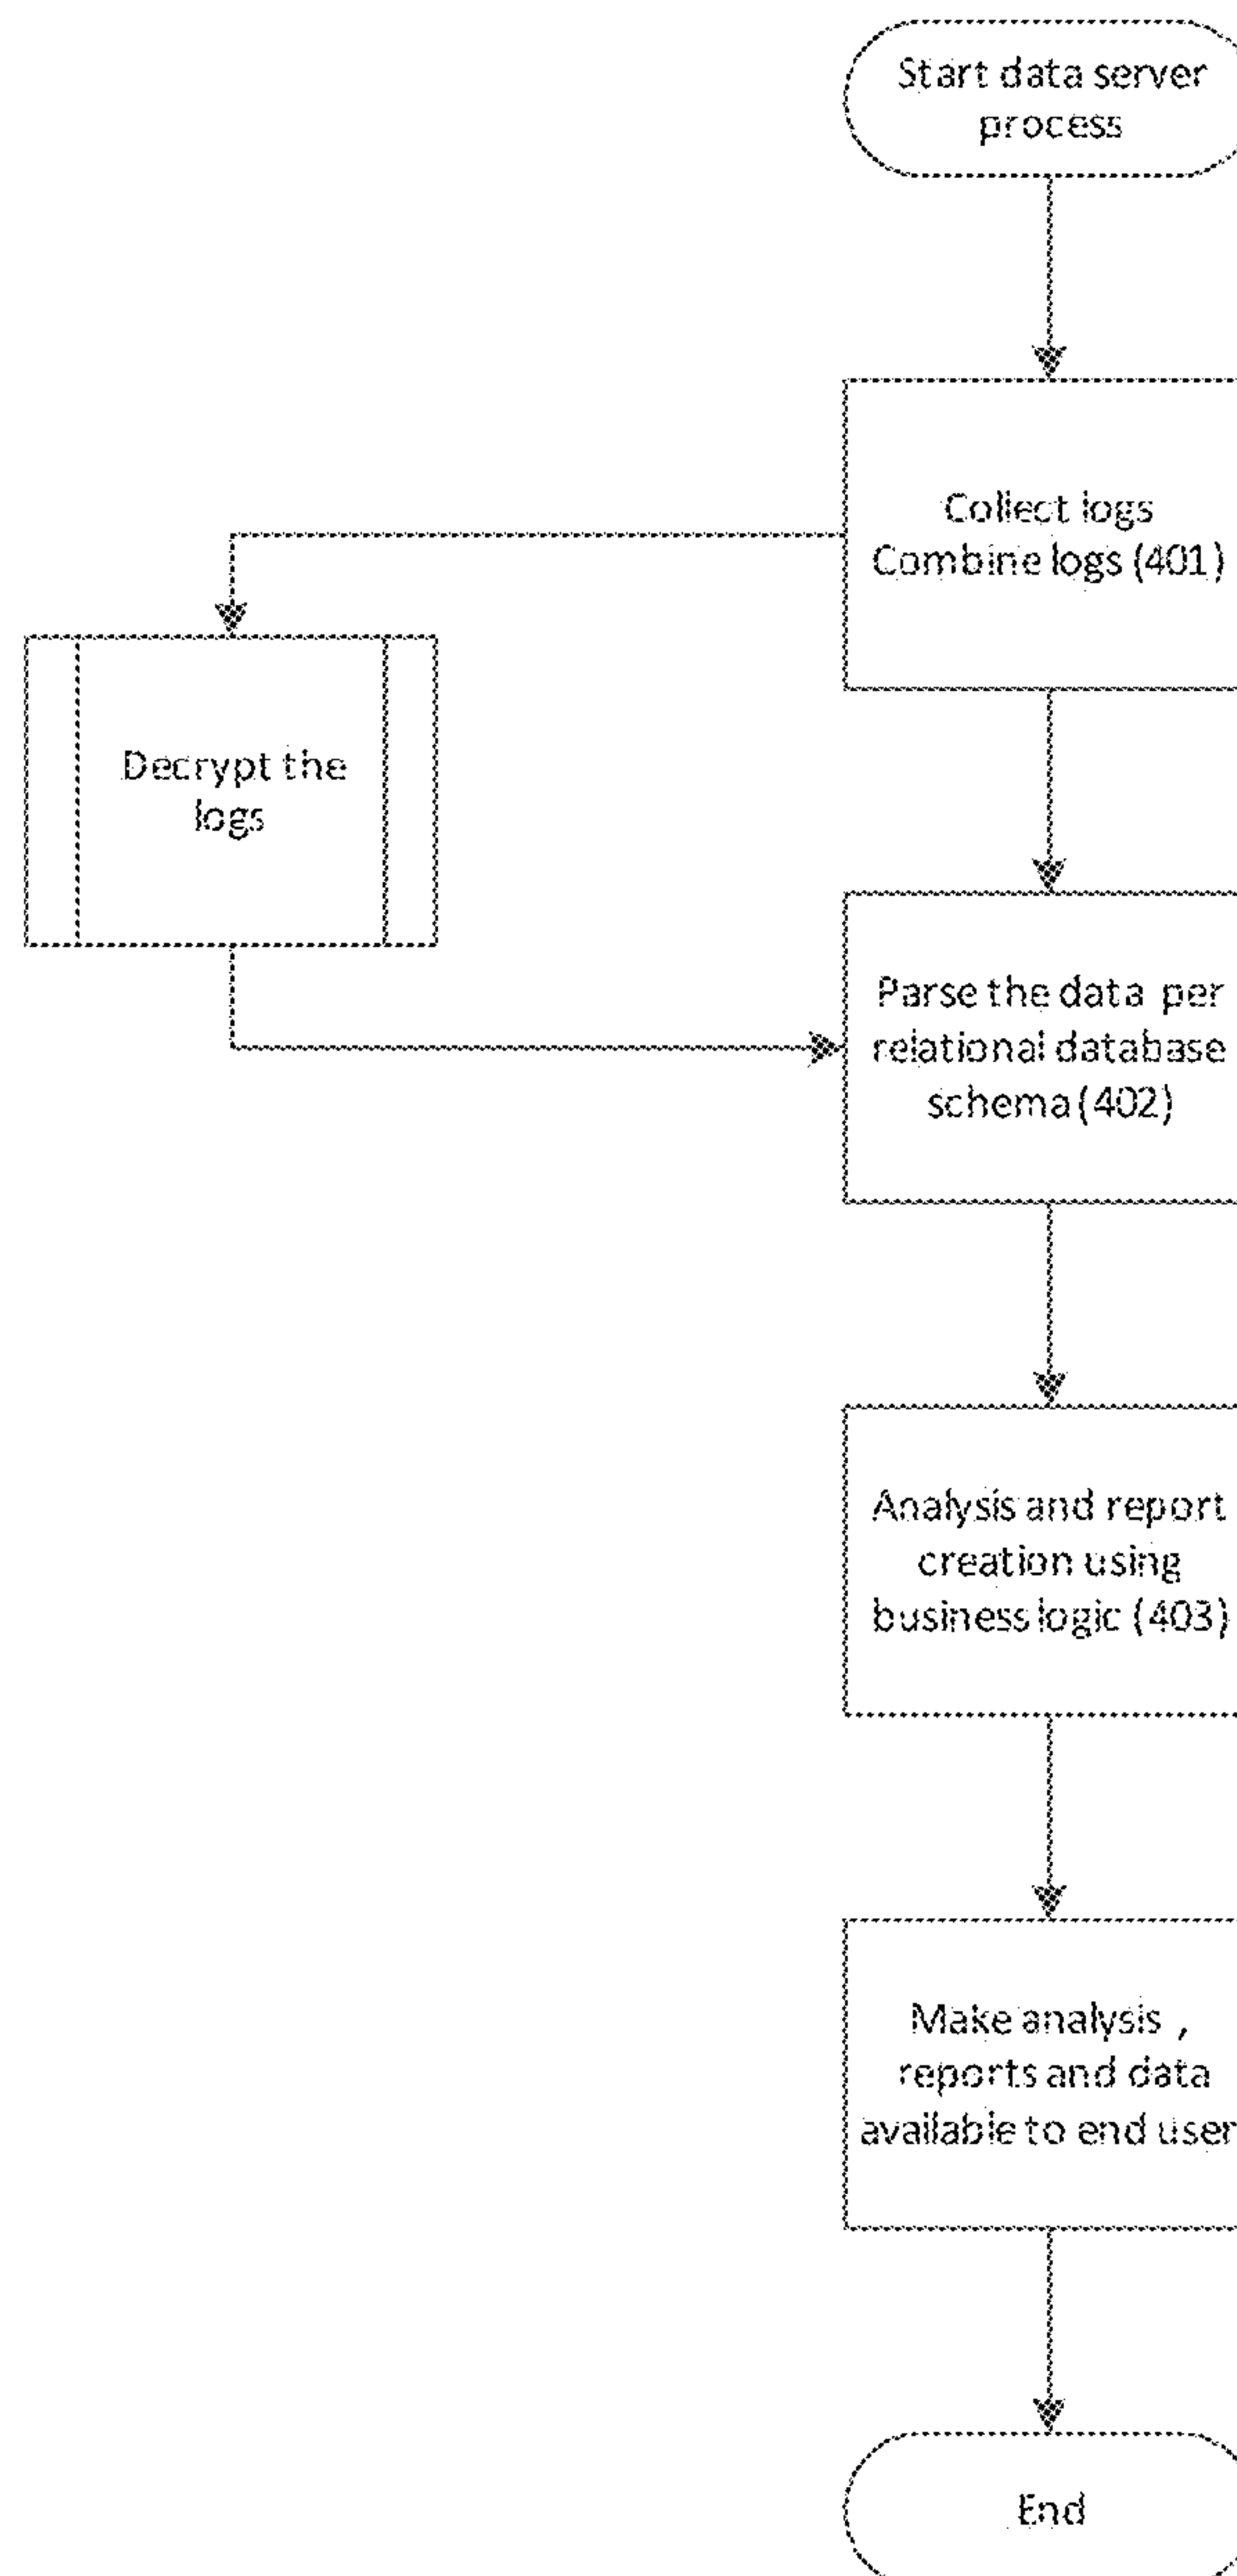 Start data server
process
Collect logs
Combine logs (401)
Decrypt the
logs
Parse the data per
relational database
schema (402)
Analysis and report
creation using
business logic (403)
Make analysis ,
reports and data
available to end user
End